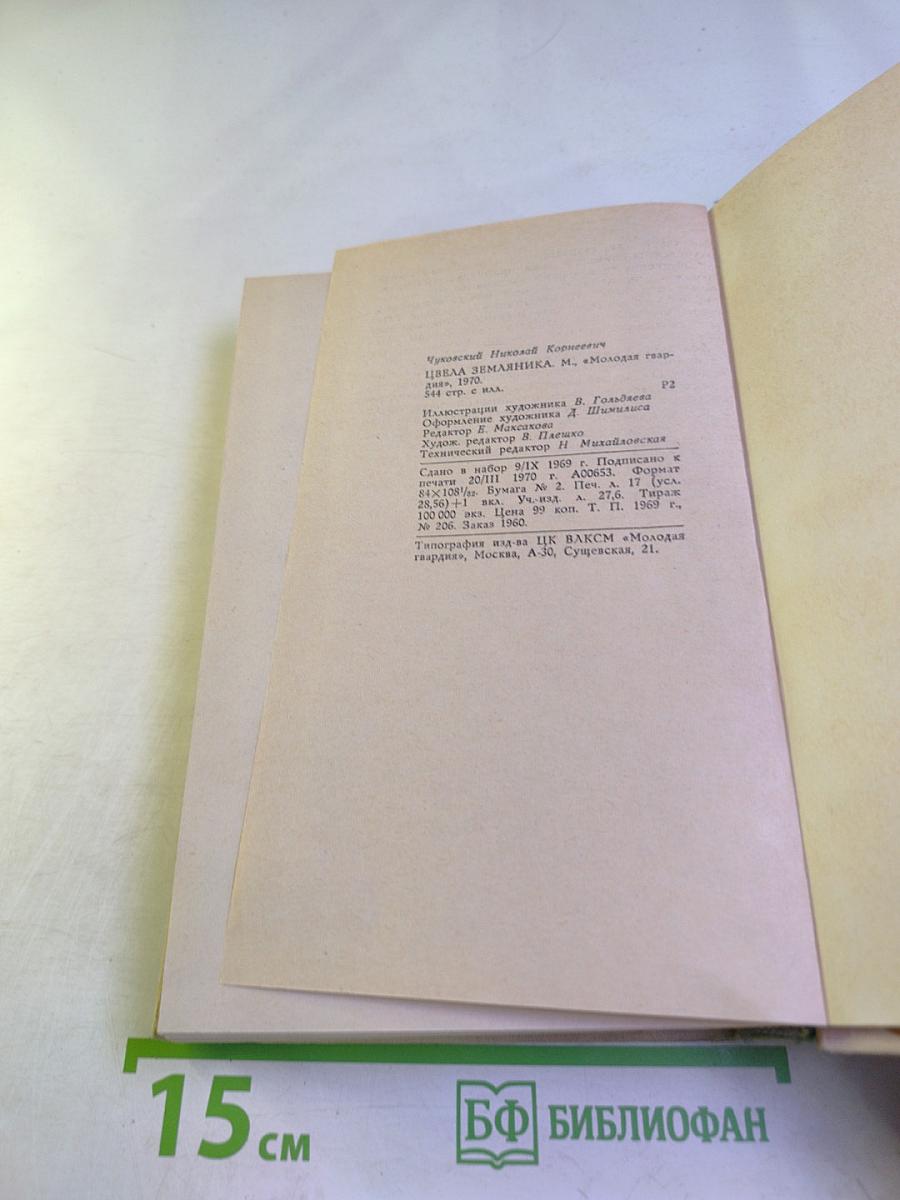 Чуковский Николай Корнеевич
ЦВЕЛА ЗЕМЛЯНИКА. М., «Молодая гвар-
дия», 1970.
544 стр. с илл.
Р2
Иллюстрации художника В. Гольдяева
Оформление художника Д. Шимилиса
Редактор Е. Максахова
Худож. редактор В. Плешко
Технический редактор Н Михайловская
Сдано в набор 9/IX 1969 г. Подписано к
печати 20/III 1970 г. А00653. Формат
84×108¹/₃₂. Бумага № 2. Печ. л. 17 (усл.
28,56)+1 вкл. Уч.-изд. л. 27,6. Тираж
100 000 экз. Цена 99 коп. Т. П. 1969 г.,
№ 206. Заказ 1960.
Типография изд-ва ЦК ВЛКСМ «Молодая
гвардия», Москва, А-30, Сущевская, 21.
15 см
БФ БИБЛИОФАН